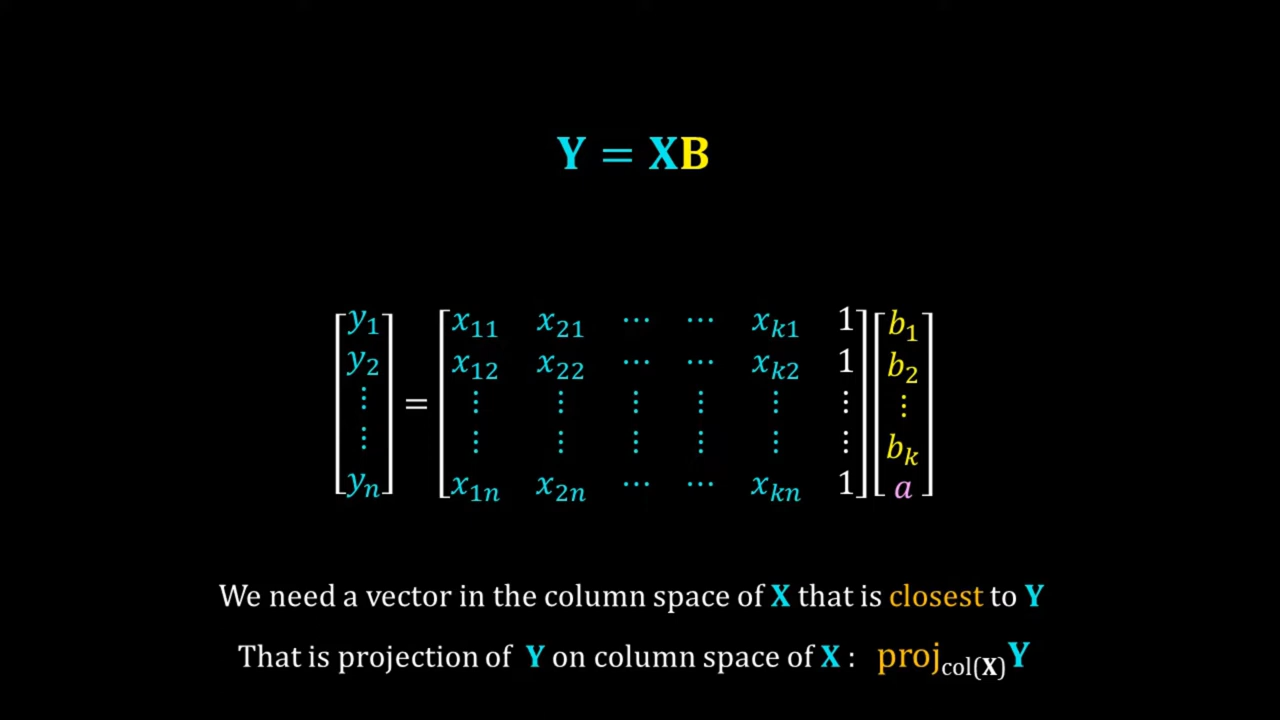 Y = XB
y₁ x₁₁ x₂₁ ⋯ ⋯ xₖ₁ 1 b₁
y₂ x₁₂ x₂₂ ⋯ ⋯ xₖ₂ 1 b₂
⋮ = ⋮ ⋮ ⋮ ⋮ ⋮ ⋮ ⋮
⋮ ⋮ ⋮ ⋮ ⋮ ⋮ ⋮ bₖ
yₙ x₁ₙ x₂ₙ ⋯ ⋯ xₖₙ 1 a
We need a vector in the column space of X that is closest to Y
That is projection of Y on column space of X : proj_col(X) Y